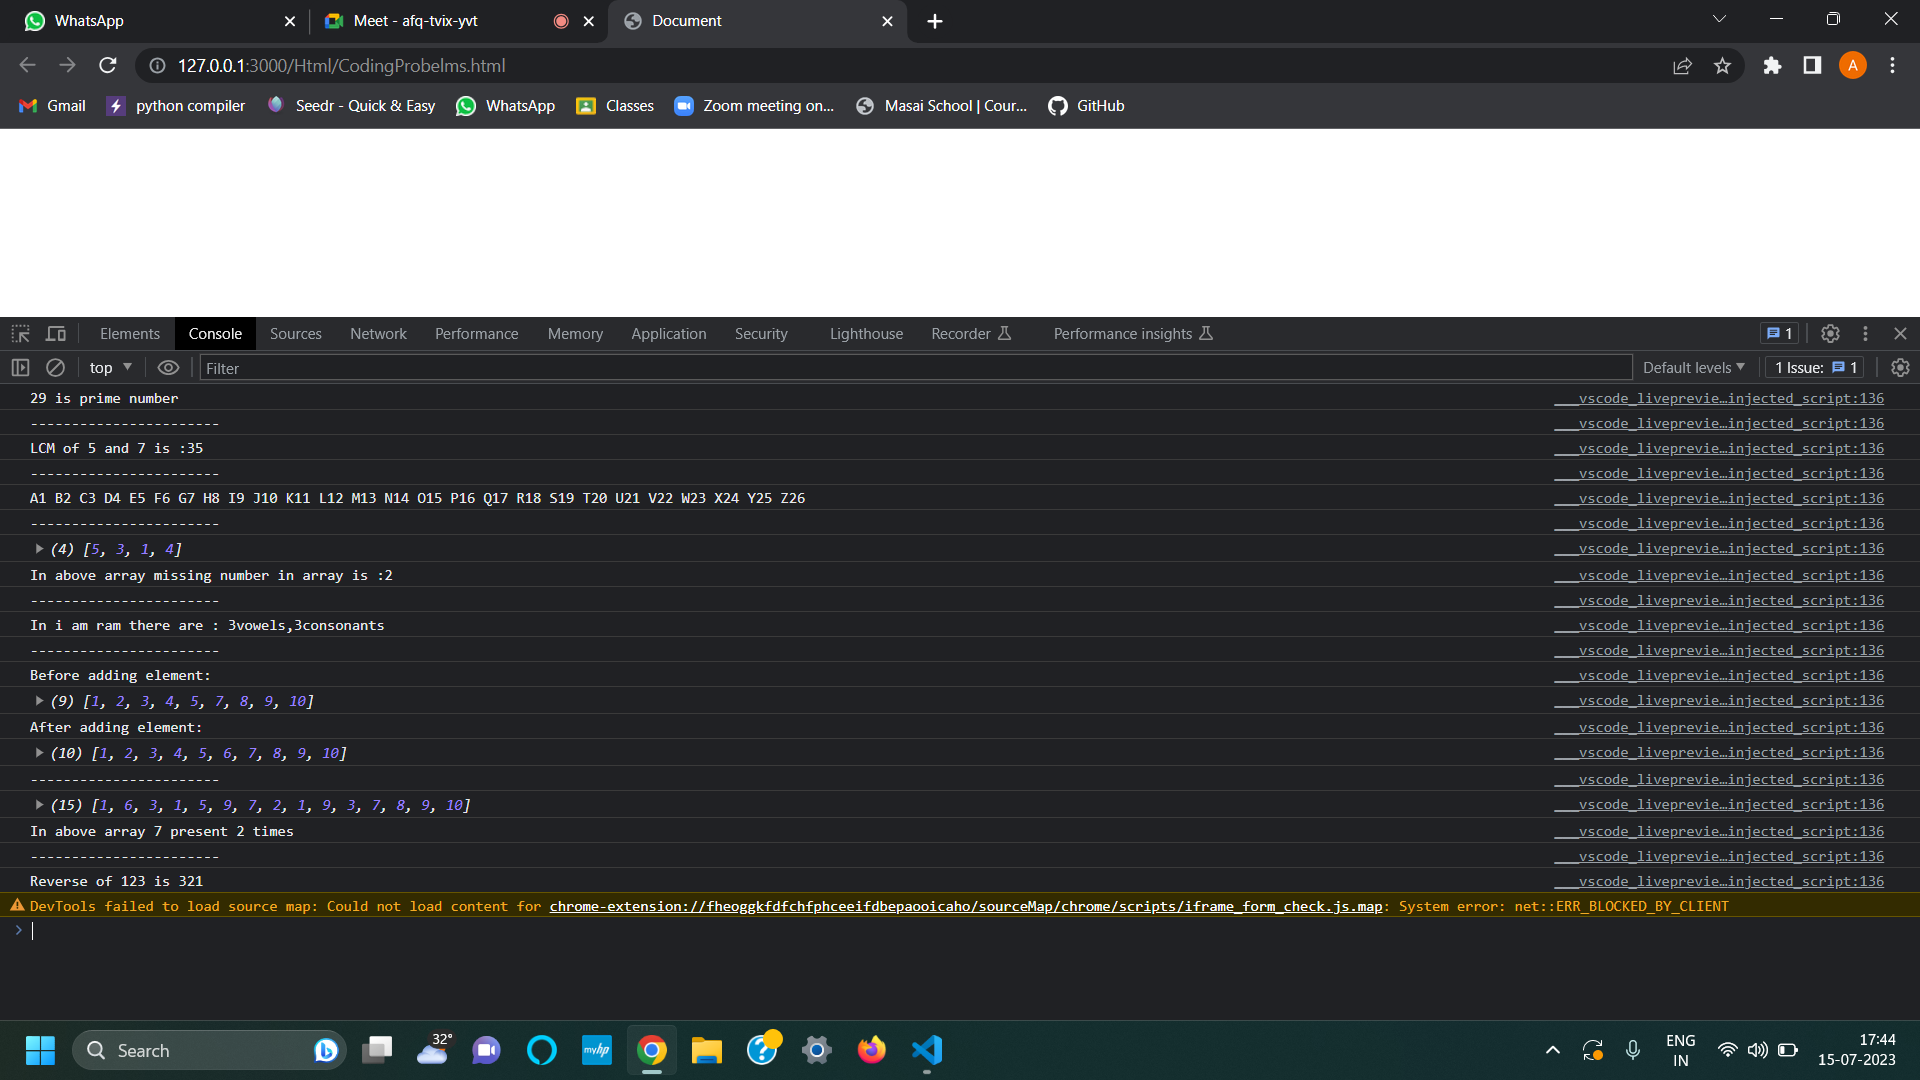 WhatsApp
Meet - afq-tvix-yvt
Document
127.0.0.1:3000/Html/CodingProbelms.html
A
Gmail
python compiler
Seedr - Quick & Easy
WhatsApp
Classes
Zoom meeting on...
Masai School | Cour...
GitHub
Elements
Console
Sources
Network
Performance
Memory
Application
Security
Lighthouse
Recorder
Performance insights
1
top
Filter
Default levels
1 Issue: 1
29 is prime number ___vscode_liveprevie…injected_script:136
----------------------- ___vscode_liveprevie…injected_script:136
LCM of 5 and 7 is :35 ___vscode_liveprevie…injected_script:136
----------------------- ___vscode_liveprevie…injected_script:136
A1 B2 C3 D4 E5 F6 G7 H8 I9 J10 K11 L12 M13 N14 O15 P16 Q17 R18 S19 T20 U21 V22 W23 X24 Y25 Z26 ___vscode_liveprevie…injected_script:136
----------------------- ___vscode_liveprevie…injected_script:136
(4) [5, 3, 1, 4] ___vscode_liveprevie…injected_script:136
In above array missing number in array is :2 ___vscode_liveprevie…injected_script:136
----------------------- ___vscode_liveprevie…injected_script:136
In i am ram there are : 3vowels,3consonants ___vscode_liveprevie…injected_script:136
----------------------- ___vscode_liveprevie…injected_script:136
Before adding element: ___vscode_liveprevie…injected_script:136
(9) [1, 2, 3, 4, 5, 7, 8, 9, 10] ___vscode_liveprevie…injected_script:136
After adding element: ___vscode_liveprevie…injected_script:136
(10) [1, 2, 3, 4, 5, 6, 7, 8, 9, 10] ___vscode_liveprevie…injected_script:136
----------------------- ___vscode_liveprevie…injected_script:136
(15) [1, 6, 3, 1, 5, 9, 7, 2, 1, 9, 3, 7, 8, 9, 10] ___vscode_liveprevie…injected_script:136
In above array 7 present 2 times ___vscode_liveprevie…injected_script:136
----------------------- ___vscode_liveprevie…injected_script:136
Reverse of 123 is 321 ___vscode_liveprevie…injected_script:136
DevTools failed to load source map: Could not load content for chrome-extension://fheoggkfdfchfphceeifdbepaooicaho/sourceMap/chrome/scripts/iframe_form_check.js.map: System error: net::ERR_BLOCKED_BY_CLIENT
>
Search
32°
myhp
ENG
IN
17:44
15-07-2023